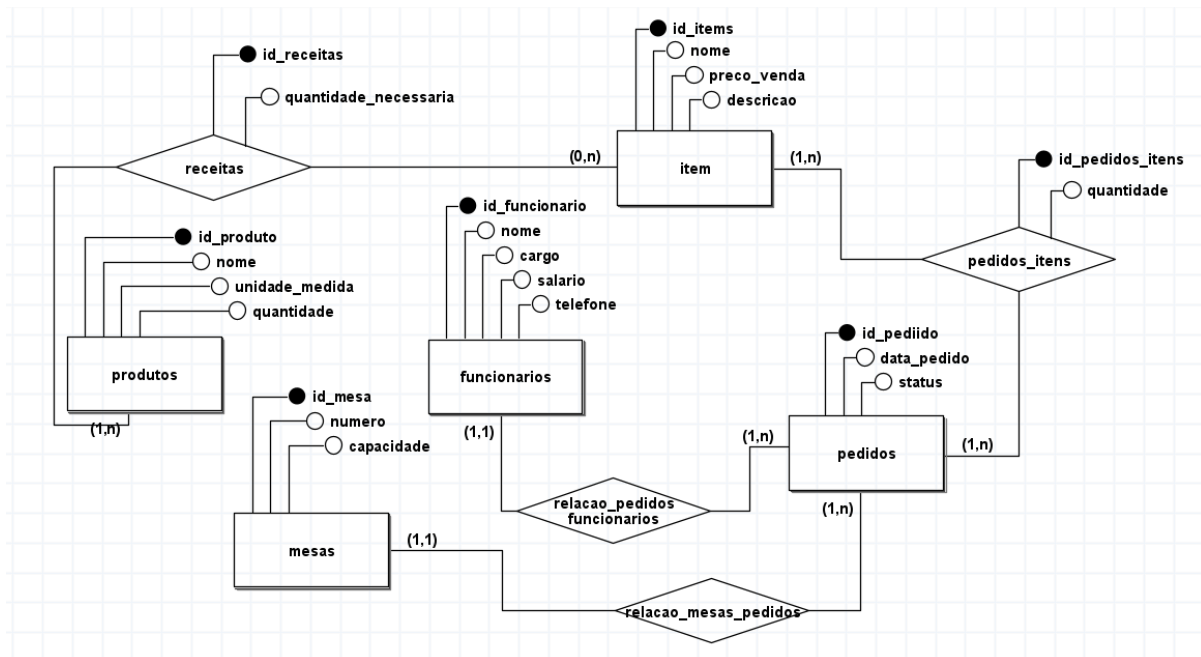 id_receitas
quantidade_necessaria
receitas
id_items
nome
preco_venda
descricao
(0,n)
item
(1,n)
id_pedidos_itens
quantidade
pedidos_itens
id_produto
nome
unidade_medida
quantidade
produtos
(1,n)
id_funcionario
nome
cargo
salario
telefone
funcionarios
(1,1)
id_mesa
numero
capacidade
mesas
(1,1)
id_pediido
data_pedido
status
(1,n)
pedidos
(1,n)
(1,n)
relacao_pedidos
funcionarios
relacao_mesas_pedidos